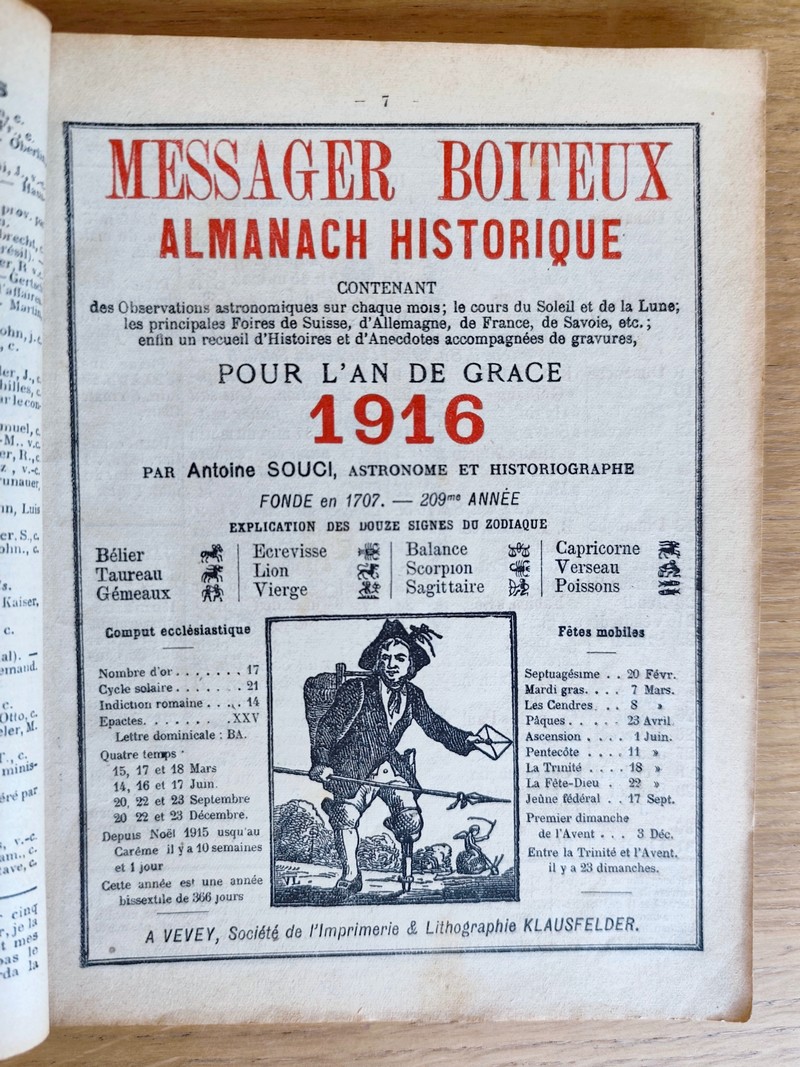 — 7 -
MESSAGER BOITEUX
ALMANACH HISTORIQUE
CONTENANT
des Observations astronomiques sur chaque mois; le cours du Soleil et de la Lune;
les principales Foires de Suisse, d'Allemagne, de France, de Savoie, etc.;
enfin un recueil d'Histoires et d'Anecdotes accompagnées de gravures,
POUR L'AN DE GRACE
1916
PAR Antoine SOUCI, ASTRONOME ET HISTORIOGRAPHE
FONDE en 1707. — 209me ANNÉE
EXPLICATION DES DOUZE SIGNES DU ZODIAQUE
Bélier
Taureau
Gémeaux
Ecrevisse
Lion
Vierge
Balance
Scorpion
Sagittaire
Capricorne
Verseau
Poissons
Comput ecclésiastique
Nombre d'or . . . . . . . 17
Cycle solaire . . . . . . . 21
Indiction romaine . . . . 14
Epactes. . . . . . . .XXV
Lettre dominicale : BA.
Quatre temps
15, 17 et 18 Mars
14, 16 et 17 Juin.
20, 22 et 23 Septembre
20 22 et 23 Décembre.
Depuis Noël 1915 usqu'au
Carême il y a 10 semaines
et 1 jour
Cette année est une année
bissextile de 366 jours
VL.
Fêtes mobiles
Septuagésime . . 20 Févr.
Mardi gras. . . . 7 Mars.
Les Cendres. . . 8 »
Pâques . . . . . 23 Avril
Ascension . . . . 1 Juin.
Pentecôte . . . . 11 »
La Trinité . . . . 18 »
La Fête-Dieu . 22 »
Jeûne fédéral . . 17 Sept.
Premier dimanche
de l'Avent . . . 3 Déc.
Entre la Trinité et l'Avent.
il y a 23 dimanches.
A VEVEY, Société de l'Imprimerie & Lithographie KLAUSFELDER.